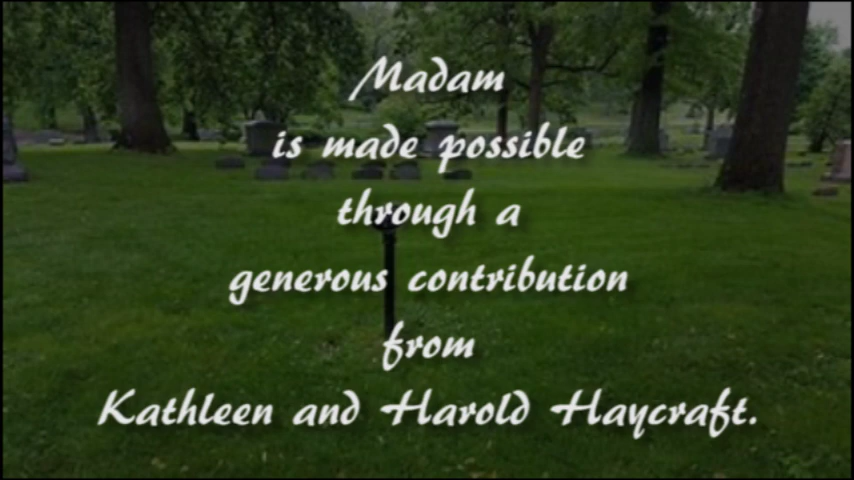 Madam
is made possible
through a
generous contribution
from
Kathleen and Harold Haycraft.